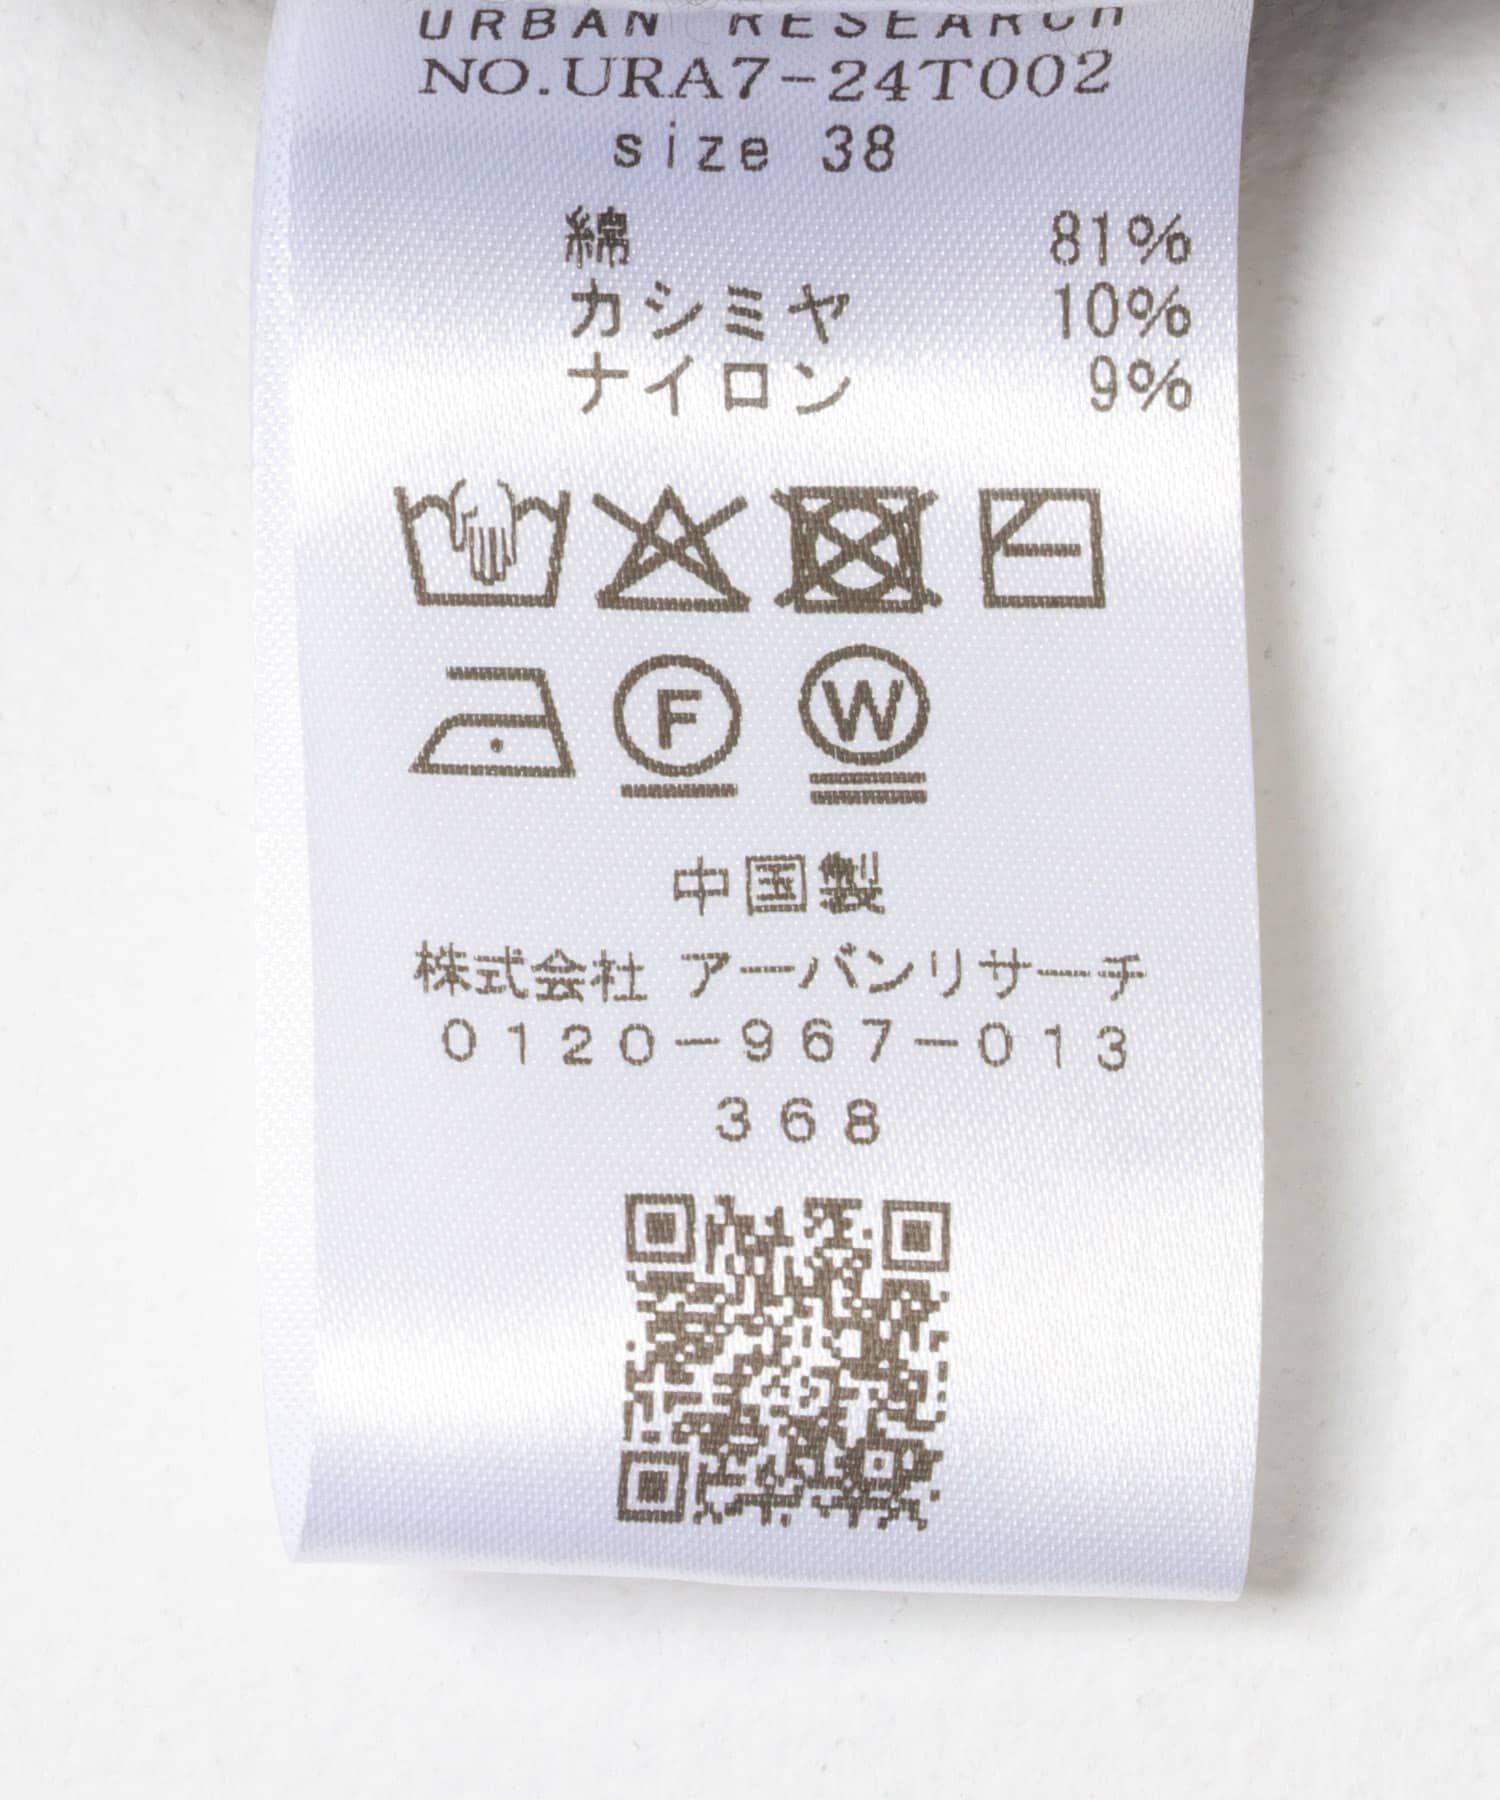 URBAN RESEARCH
NO.URA7-24T002
size 38
綿 81%
カシミヤ 10%
ナイロン 9%
F W
中国製
株式会社 アーバンリサーチ
0120-967-013
368